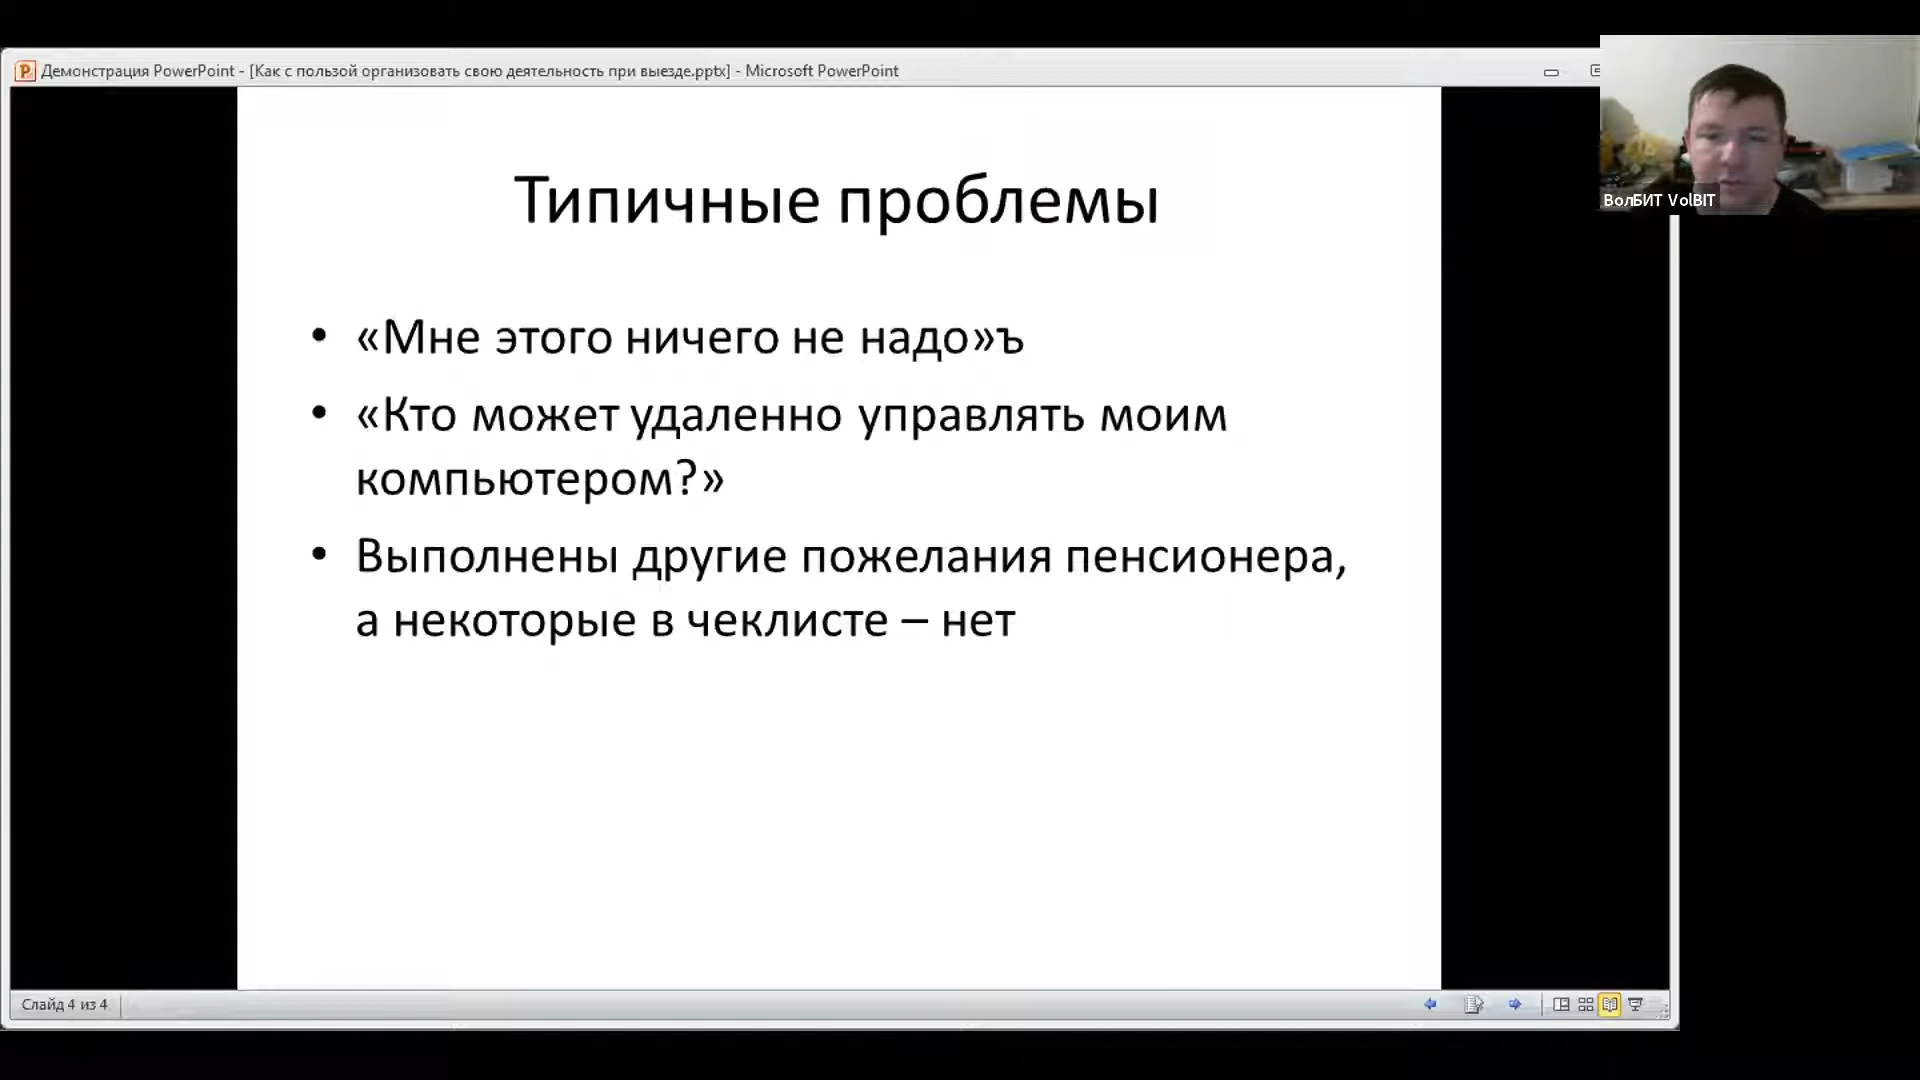 Демонстрация PowerPoint - [Как с пользой организовать свою деятельность при выезде.pptx] - Microsoft PowerPoint
ВолБИТ VolBIT
Типичные проблемы
• «Мне этого ничего не надо»ъ
• «Кто может удаленно управлять моим
компьютером?»
• Выполнены другие пожелания пенсионера,
а некоторые в чеклисте – нет
Слайд 4 из 4